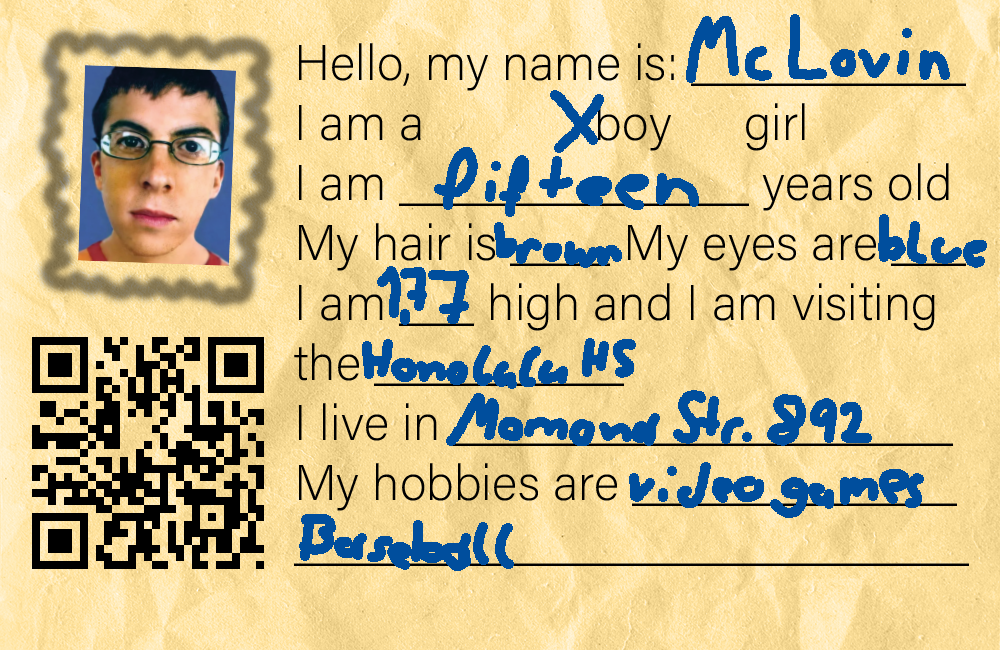 Hello, my name is: McLovin
I am a X boy girl
I am fifteen years old
My hair is brown My eyes are blue
I am 1,77 high and I am visiting
the Honolulu HS
I live in Momona Str. 892
My hobbies are video games
Baseball